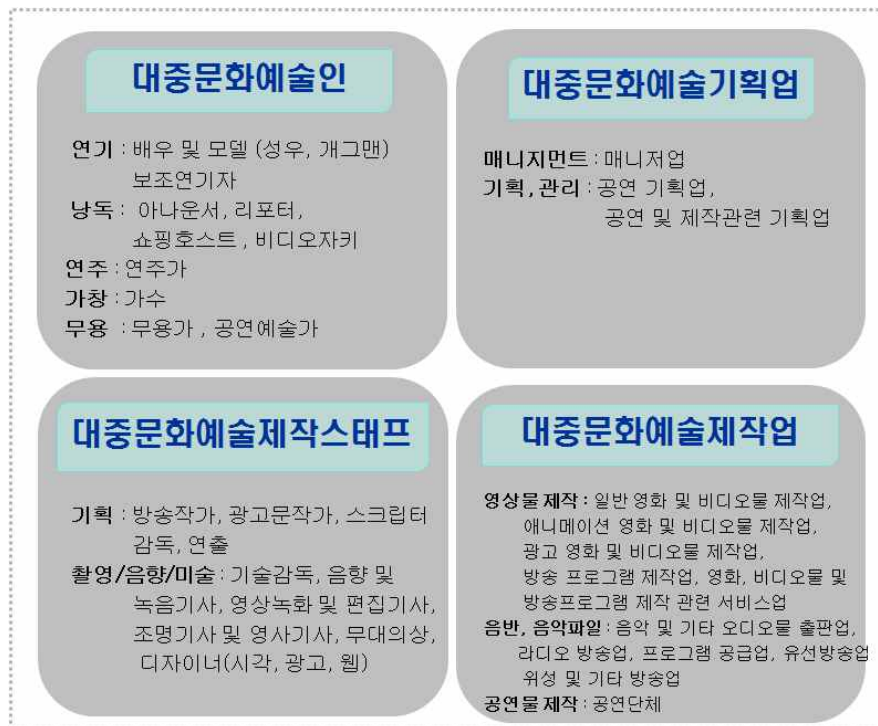 대중문화예술인
연기 : 배우 및 모델 (성우, 개그맨)
보조연기자
낭독 : 아나운서, 리포터,
쇼핑호스트 , 비디오자키
연주 : 연주가
가창 : 가수
무용 : 무용가 , 공연예술가
대중문화예술기획업
매니지먼트 : 매니저업
기획, 관리 : 공연 기획업,
공연 및 제작관련 기획업
대중문화예술제작스태프
기획 : 방송작가, 광고문작가, 스크립터
감독, 연출
촬영/음향/미술 : 기술감독, 음향 및
녹음기사, 영상녹화 및 편집기사,
조명기사 및 영사기사, 무대의상,
디자이너(시각, 광고, 웹)
대중문화예술제작업
영상물 제작 : 일반 영화 및 비디오물 제작업,
애니메이션 영화 및 비디오물 제작업,
광고 영화 및 비디오물 제작업,
방송 프로그램 제작업, 영화, 비디오물 및
방송프로그램 제작 관련 서비스업
음반, 음악파일 : 음악 및 기타 오디오물 출판업,
라디오 방송업, 프로그램 공급업, 유선방송업
위성 및 기타 방송업
공연물 제작 : 공연단체